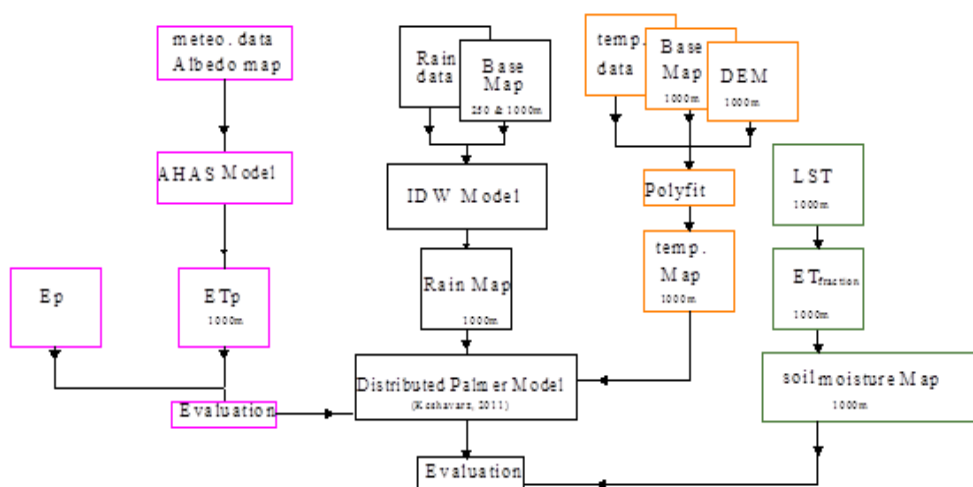 meteo. data
Albedo map
AHAS Model
Ep
ETp
1000m
Evaluation
Rain
data
Base
Map
250 & 1000m
IDW Model
Rain Map
1000m
Distributed Palmer Model
(Keshavarz, 2011)
Evaluation
temp.
data
Base
Map
1000m
DEM
1000m
Polyfit
temp.
Map
1000m
LST
1000m
ETfraction
1000m
soil moisture Map
1000m